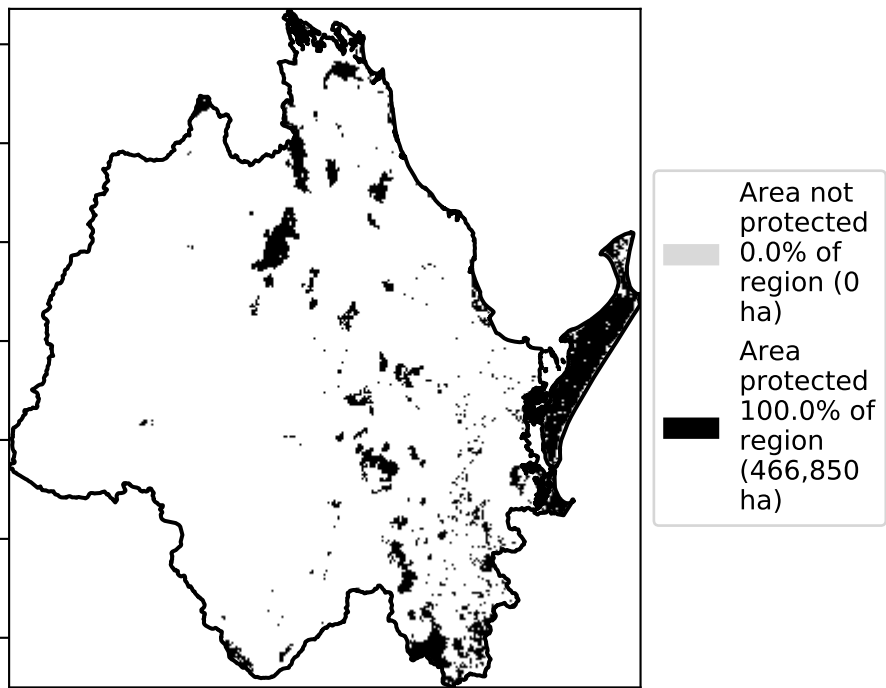 Area not
protected
0.0% of
region (0
ha)
Area
protected
100.0% of
region
(466,850
ha)